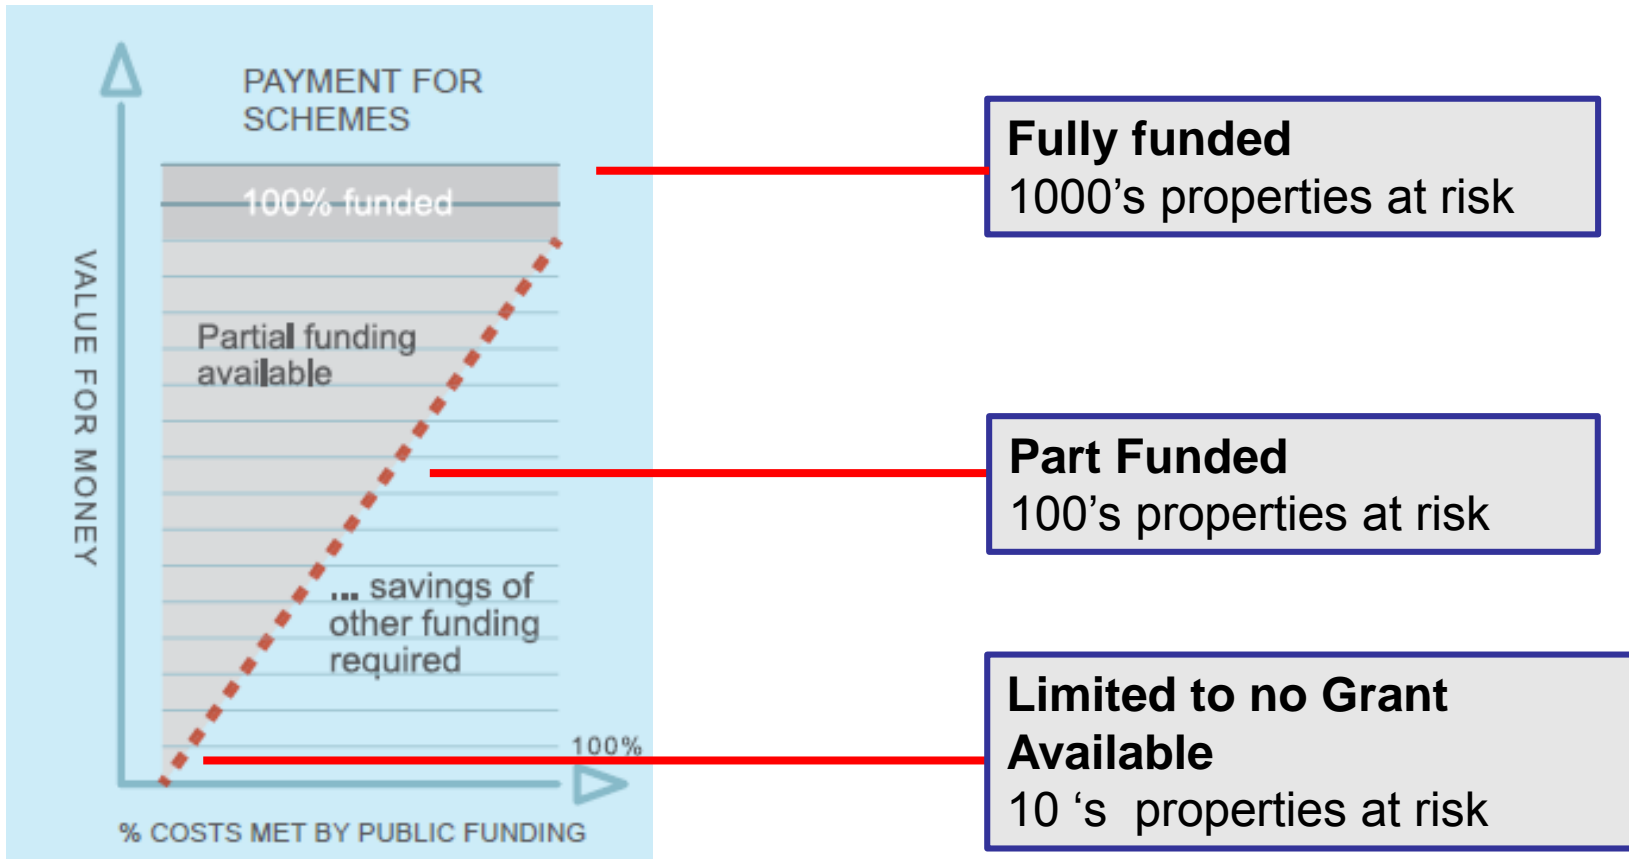 PAYMENT FOR
SCHEMES
100% funded
Partial funding
available
... savings of
other funding
required
VALUE FOR MONEY
100%
% COSTS MET BY PUBLIC FUNDING
Fully funded
1000’s properties at risk
Part Funded
100’s properties at risk
Limited to no Grant
Available
10 ‘s properties at risk